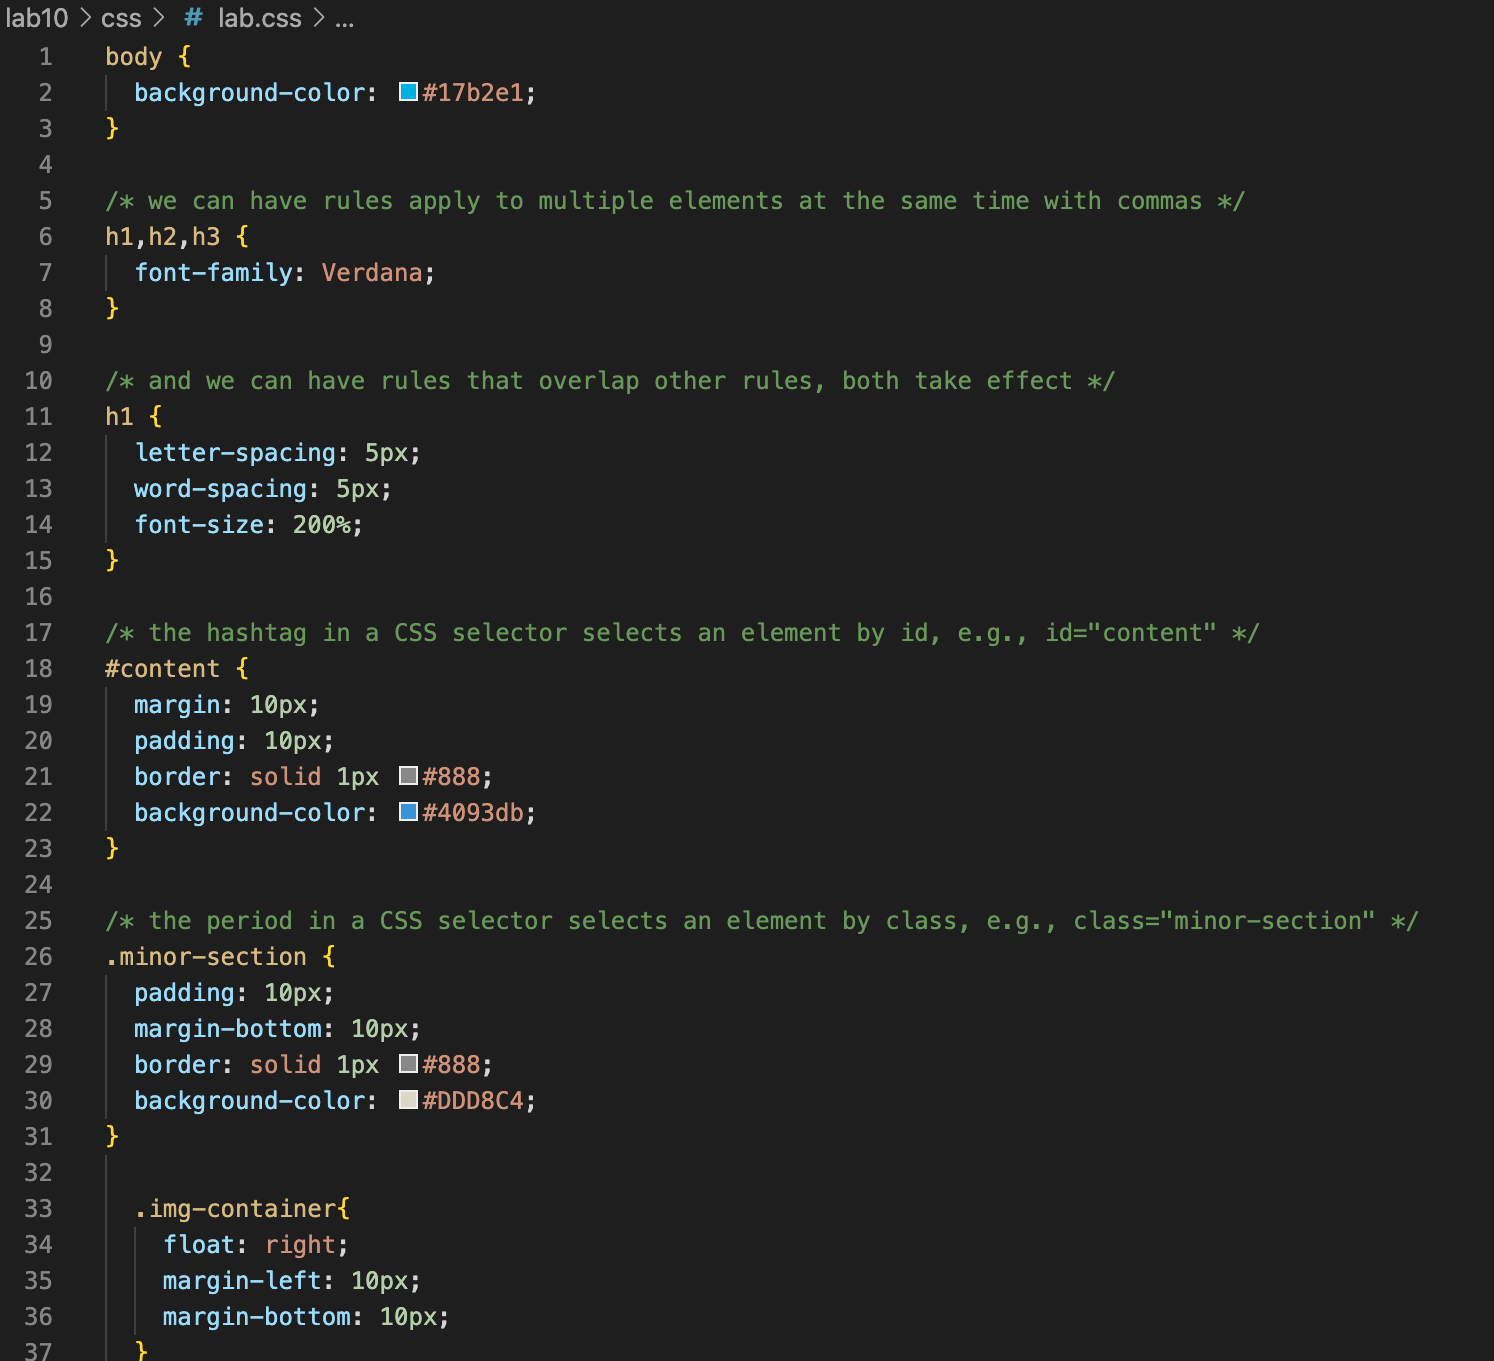 lab10 > css > # lab.css > ...
1 body {
2   background-color: #17b2e1;
3 }
4
5 /* we can have rules apply to multiple elements at the same time with commas */
6 h1,h2,h3 {
7   font-family: Verdana;
8 }
9
10 /* and we can have rules that overlap other rules, both take effect */
11 h1 {
12   letter-spacing: 5px;
13   word-spacing: 5px;
14   font-size: 200%;
15 }
16
17 /* the hashtag in a CSS selector selects an element by id, e.g., id="content" */
18 #content {
19   margin: 10px;
20   padding: 10px;
21   border: solid 1px #888;
22   background-color: #4093db;
23 }
24
25 /* the period in a CSS selector selects an element by class, e.g., class="minor-section" */
26 .minor-section {
27   padding: 10px;
28   margin-bottom: 10px;
29   border: solid 1px #888;
30   background-color: #DDD8C4;
31 }
32
33   .img-container{
34     float: right;
35     margin-left: 10px;
36     margin-bottom: 10px;
37   }